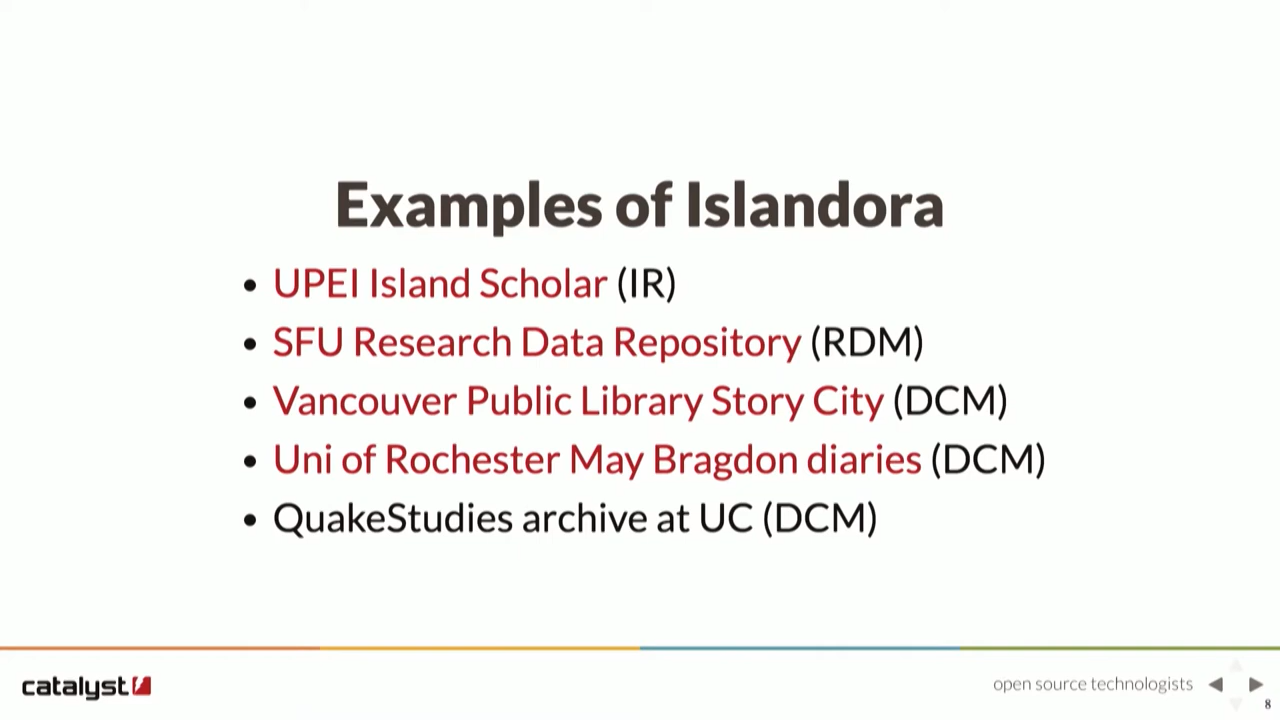 Examples of Islandora
• UPEI Island Scholar (IR)
• SFU Research Data Repository (RDM)
• Vancouver Public Library Story City (DCM)
• Uni of Rochester May Bragdon diaries (DCM)
• QuakeStudies archive at UC (DCM)
catalyst
open source technologists
8